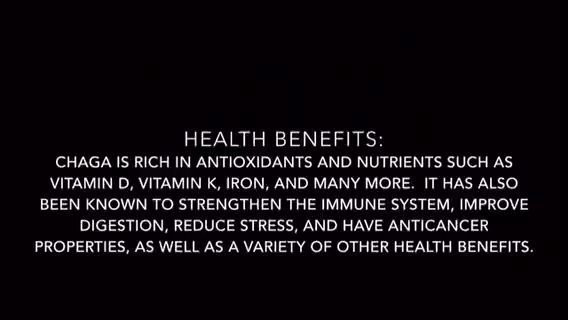 HEALTH BENEFITS:
CHAGA IS RICH IN ANTIOXIDANTS AND NUTRIENTS SUCH AS
VITAMIN D, VITAMIN K, IRON, AND MANY MORE.  IT HAS ALSO
BEEN KNOWN TO STRENGTHEN THE IMMUNE SYSTEM, IMPROVE
DIGESTION, REDUCE STRESS, AND HAVE ANTICANCER
PROPERTIES, AS WELL AS A VARIETY OF OTHER HEALTH BENEFITS.